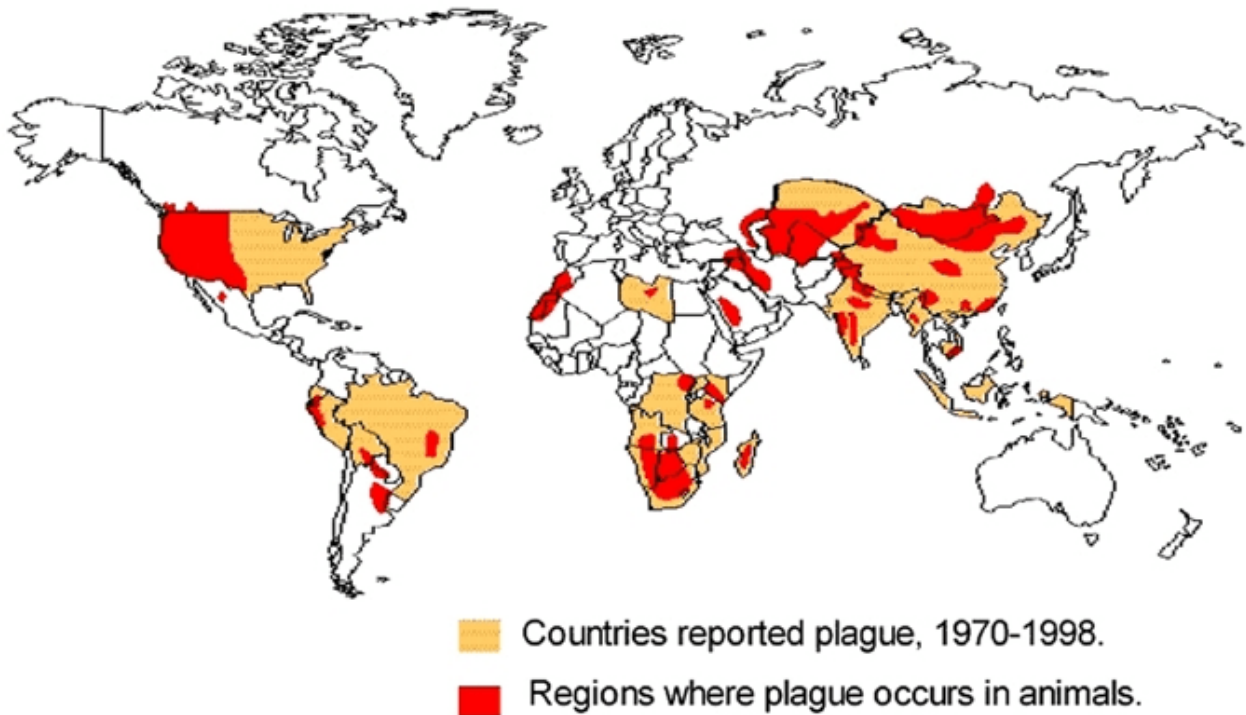 Countries reported plague, 1970-1998.
Regions where plague occurs in animals.